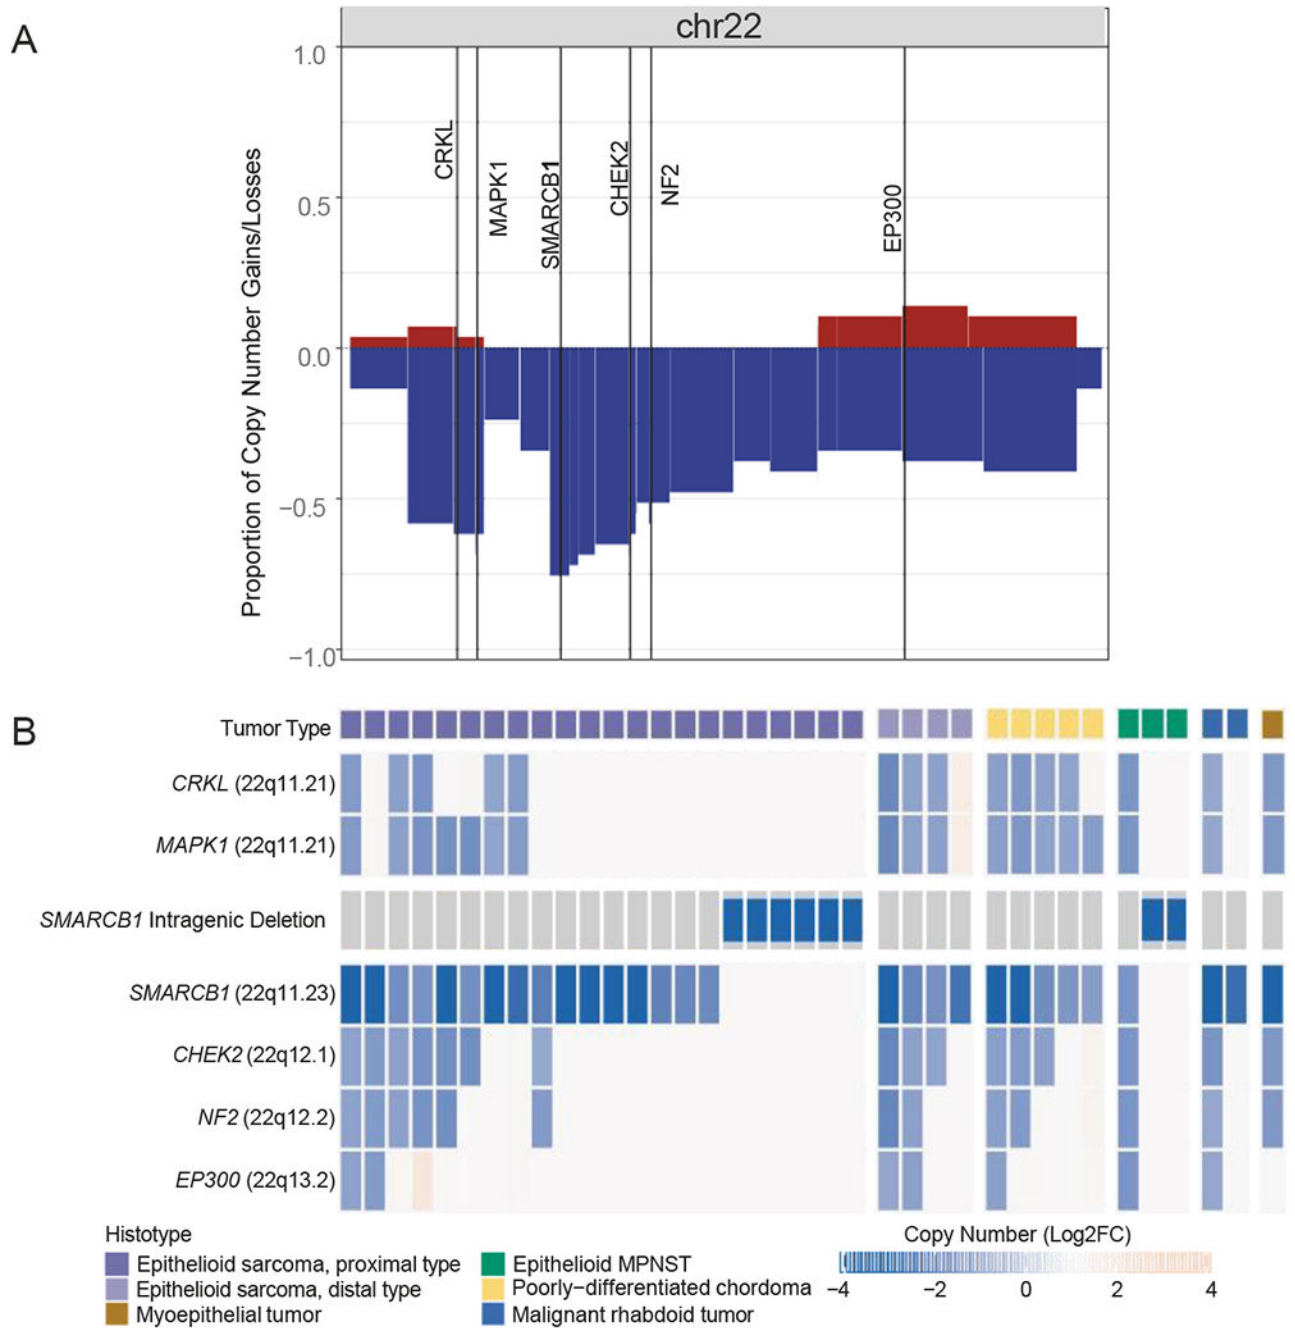 A
chr22
Proportion of Copy Number Gains/Losses
1.0
0.5
0.0
−0.5
−1.0
CRKL
MAPK1
SMARCB1
CHEK2
NF2
EP300
B
Tumor Type
CRKL (22q11.21)
MAPK1 (22q11.21)
SMARCB1 Intragenic Deletion
SMARCB1 (22q11.23)
CHEK2 (22q12.1)
NF2 (22q12.2)
EP300 (22q13.2)
Histotype
Epithelioid sarcoma, proximal type
Epithelioid sarcoma, distal type
Myoepithelial tumor
Epithelioid MPNST
Poorly−differentiated chordoma
Malignant rhabdoid tumor
Copy Number (Log2FC)
−4 −2 0 2 4